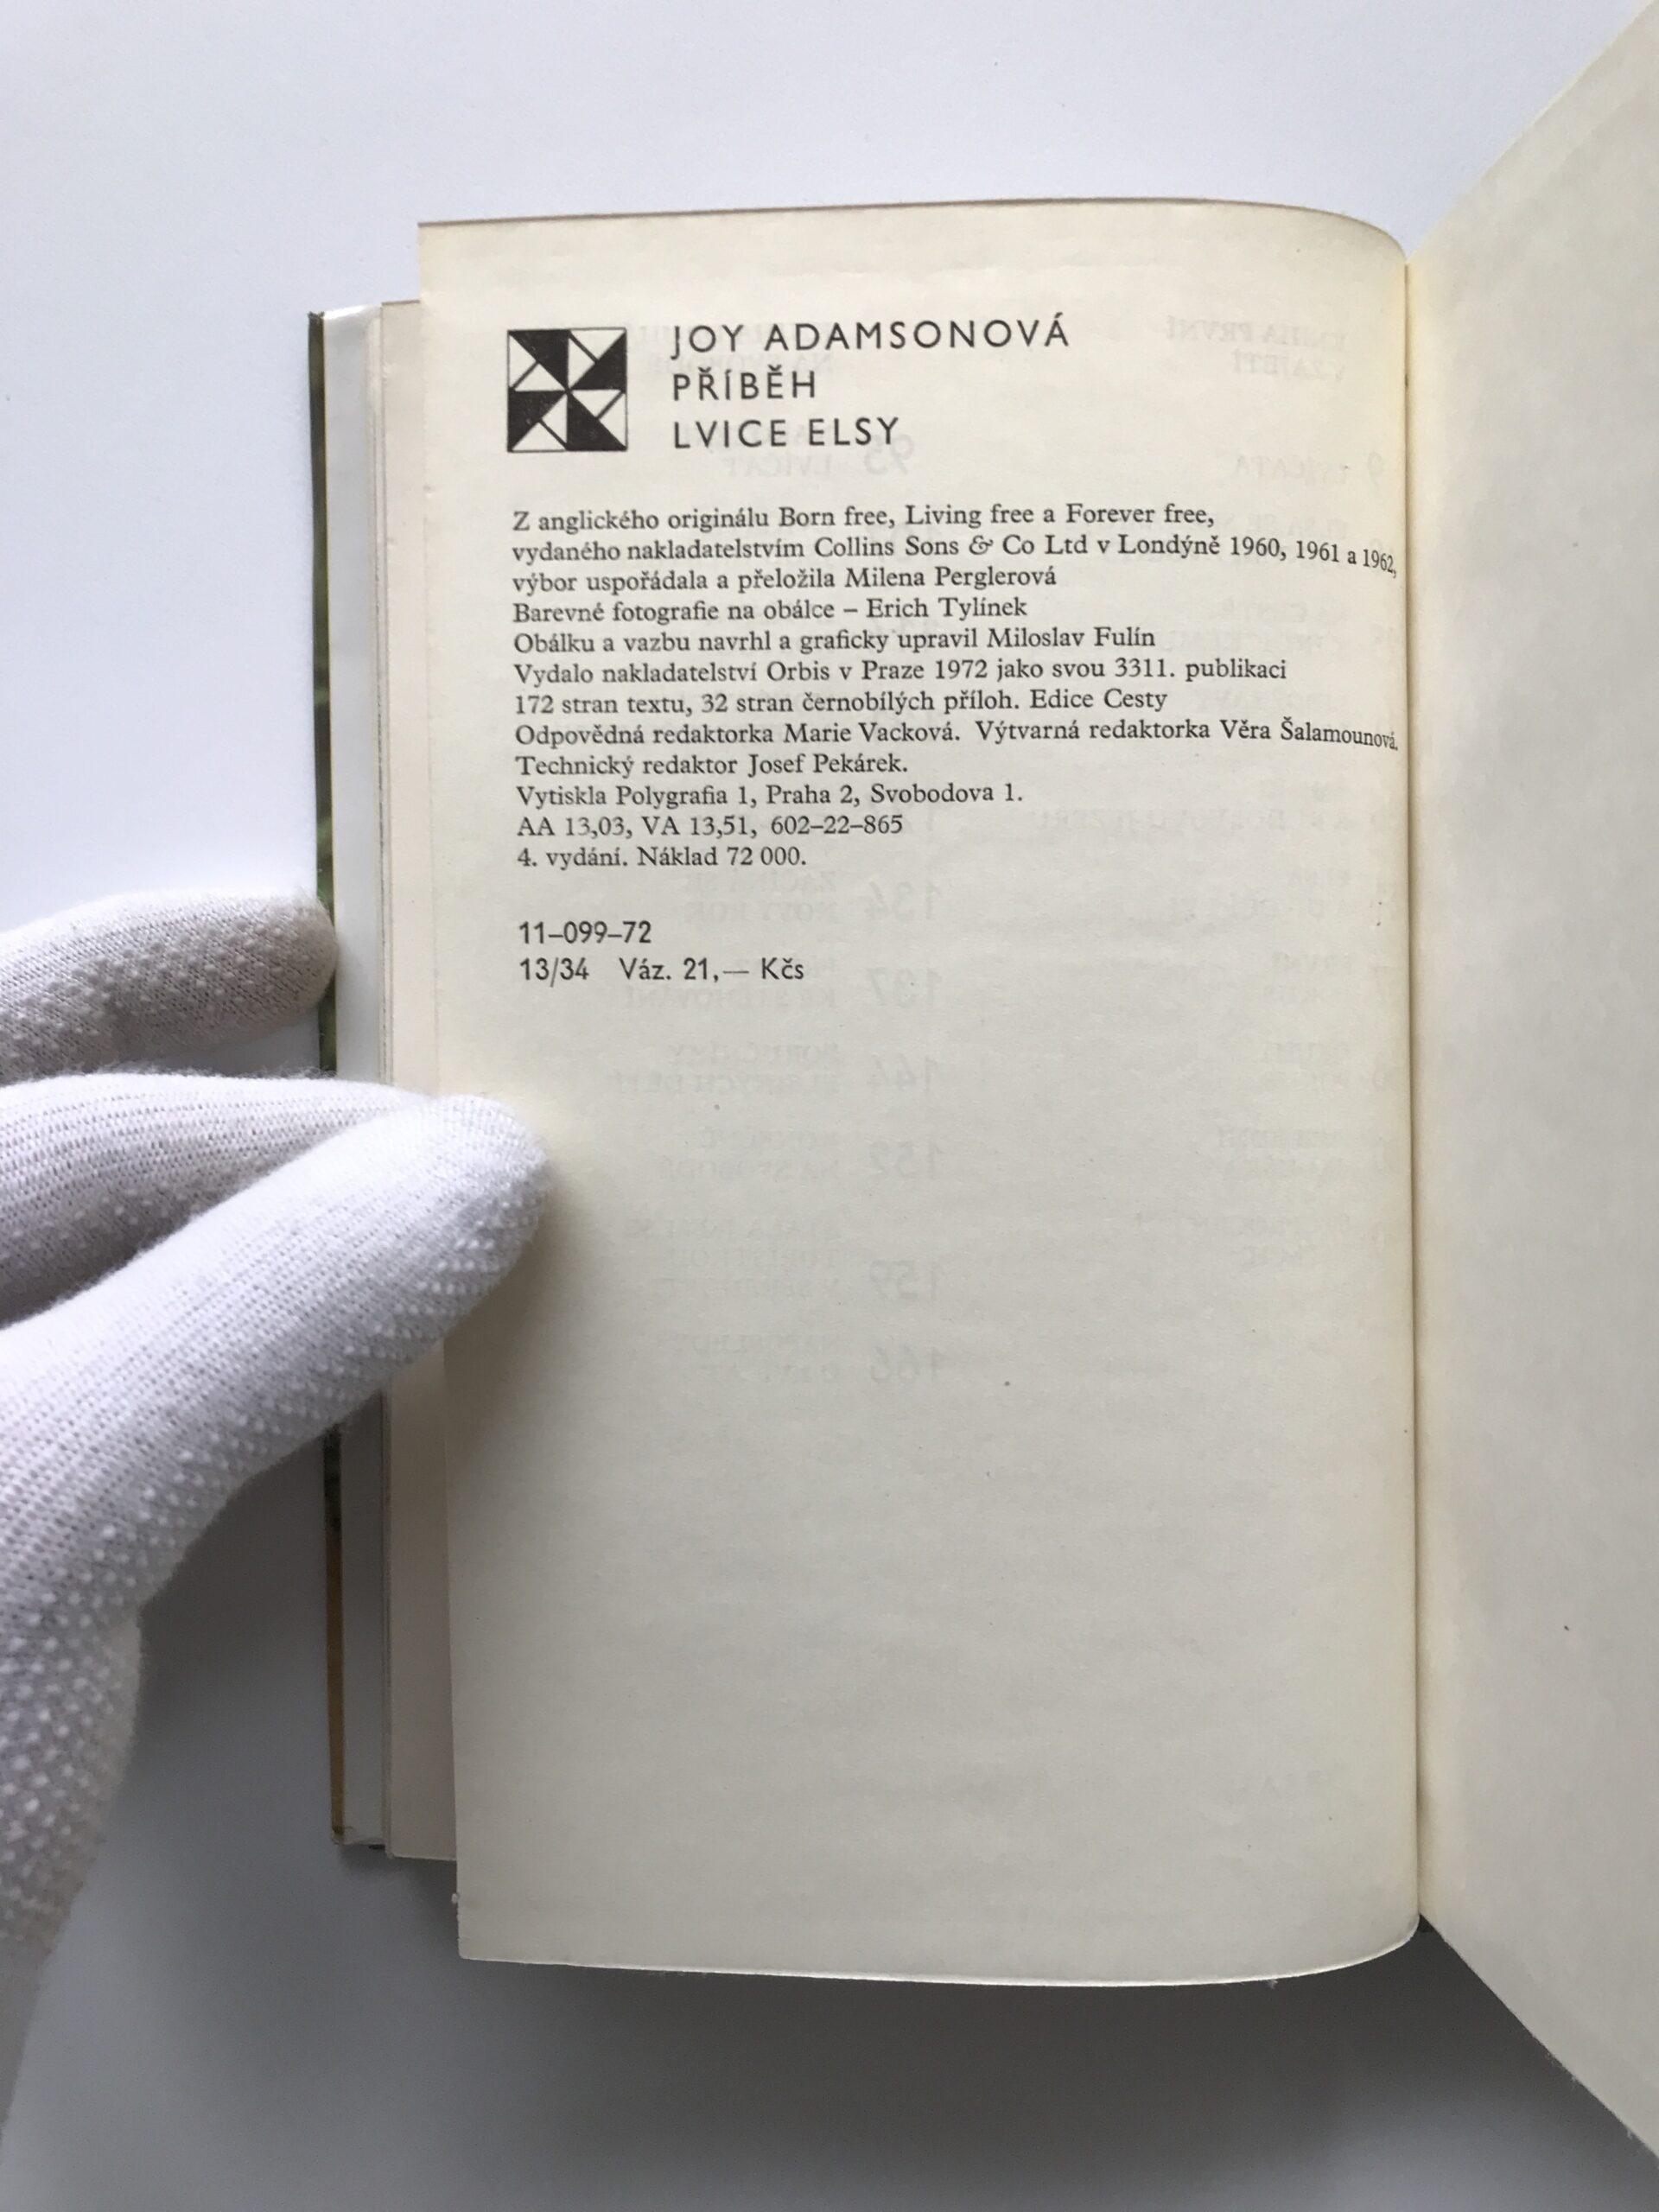 JOY ADAMSONOVÁ
PŘÍBĚH
LVICE ELSY
Z anglického originálu Born free, Living free a Forever free,
vydaného nakladatelstvím Collins Sons & Co Ltd v Londýně 1960, 1961 a 1962,
výbor uspořádala a přeložila Milena Perglerová
Barevné fotografie na obálce – Erich Tylínek
Obálku a vazbu navrhl a graficky upravil Miloslav Fulín
Vydalo nakladatelství Orbis v Praze 1972 jako svou 3311. publikaci
172 stran textu, 32 stran černobílých příloh. Edice Cesty
Odpovědná redaktorka Marie Vacková. Výtvarná redaktorka Věra Šalamounová.
Technický redaktor Josef Pekárek.
Vytiskla Polygrafia 1, Praha 2, Svobodova 1.
AA 13,03, VA 13,51, 602–22–865
4. vydání. Náklad 72 000.
11–099–72
13/34 Váz. 21,— Kčs